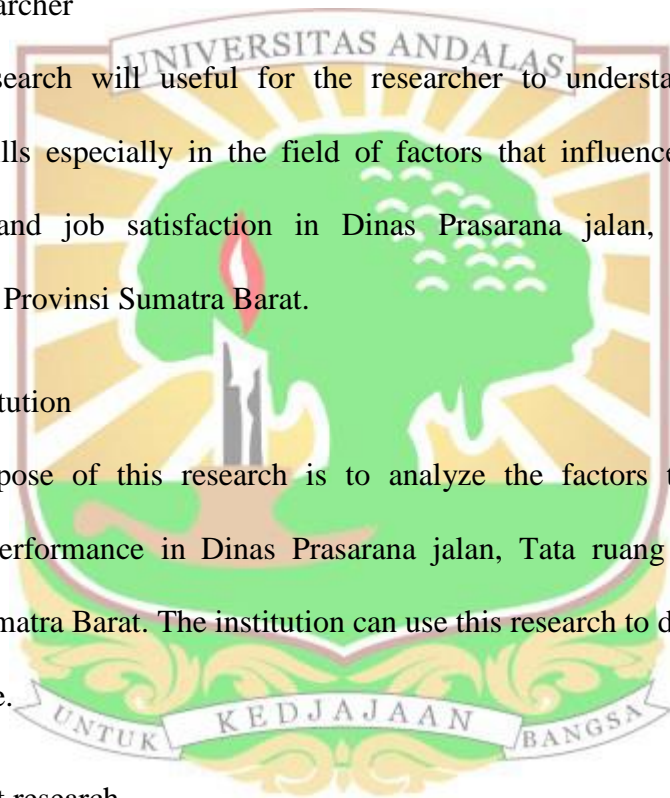 earcher
UNIVERSITAS ANDALAS
search will useful for the researcher to understa
lls especially in the field of factors that influence
and job satisfaction in Dinas Prasarana jalan,
Provinsi Sumatra Barat.
tution
pose of this research is to analyze the factors t
erformance in Dinas Prasarana jalan, Tata ruang
matra Barat. The institution can use this research to d
e.
UNTUK KEDJAJAAN BANGSA
t research